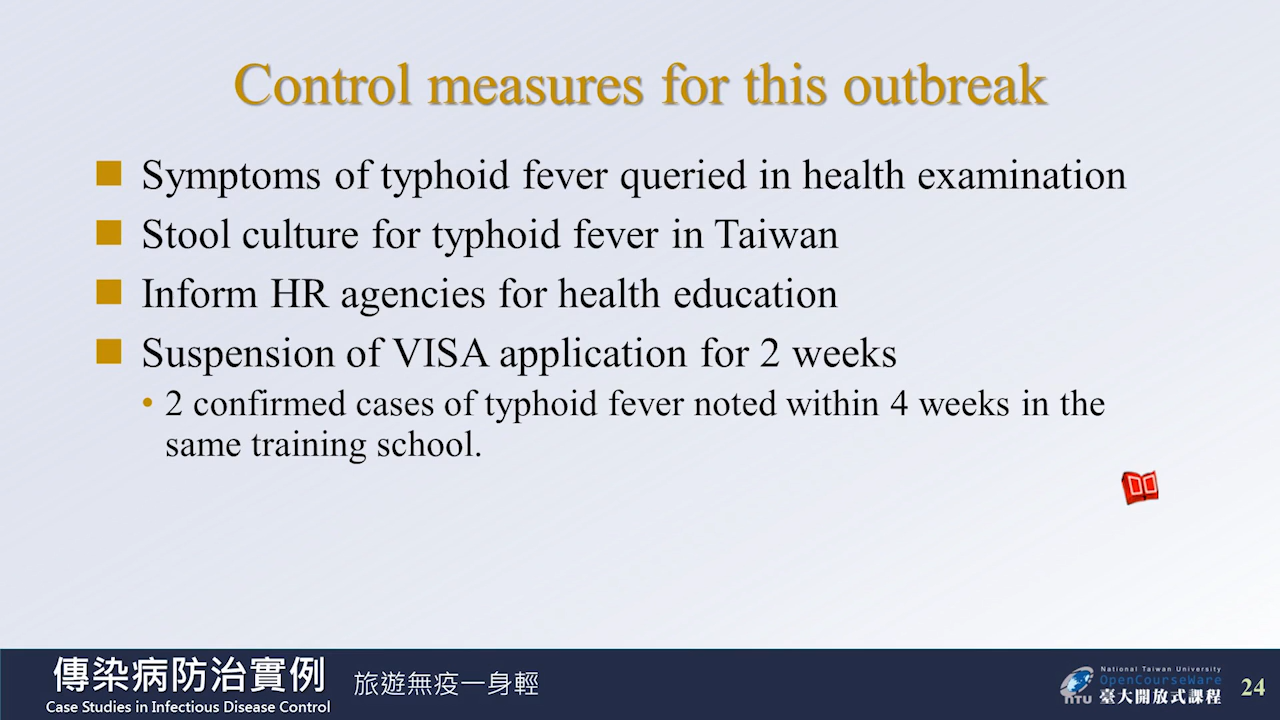 Control measures for this outbreak
Symptoms of typhoid fever queried in health examination
Stool culture for typhoid fever in Taiwan
Inform HR agencies for health education
Suspension of VISA application for 2 weeks
• 2 confirmed cases of typhoid fever noted within 4 weeks in the
same training school.
傳染病防治實例
Case Studies in Infectious Disease Control
旅遊無疫一身輕
National Taiwan University
OpenCourseWare
NTU 臺大開放式課程
24